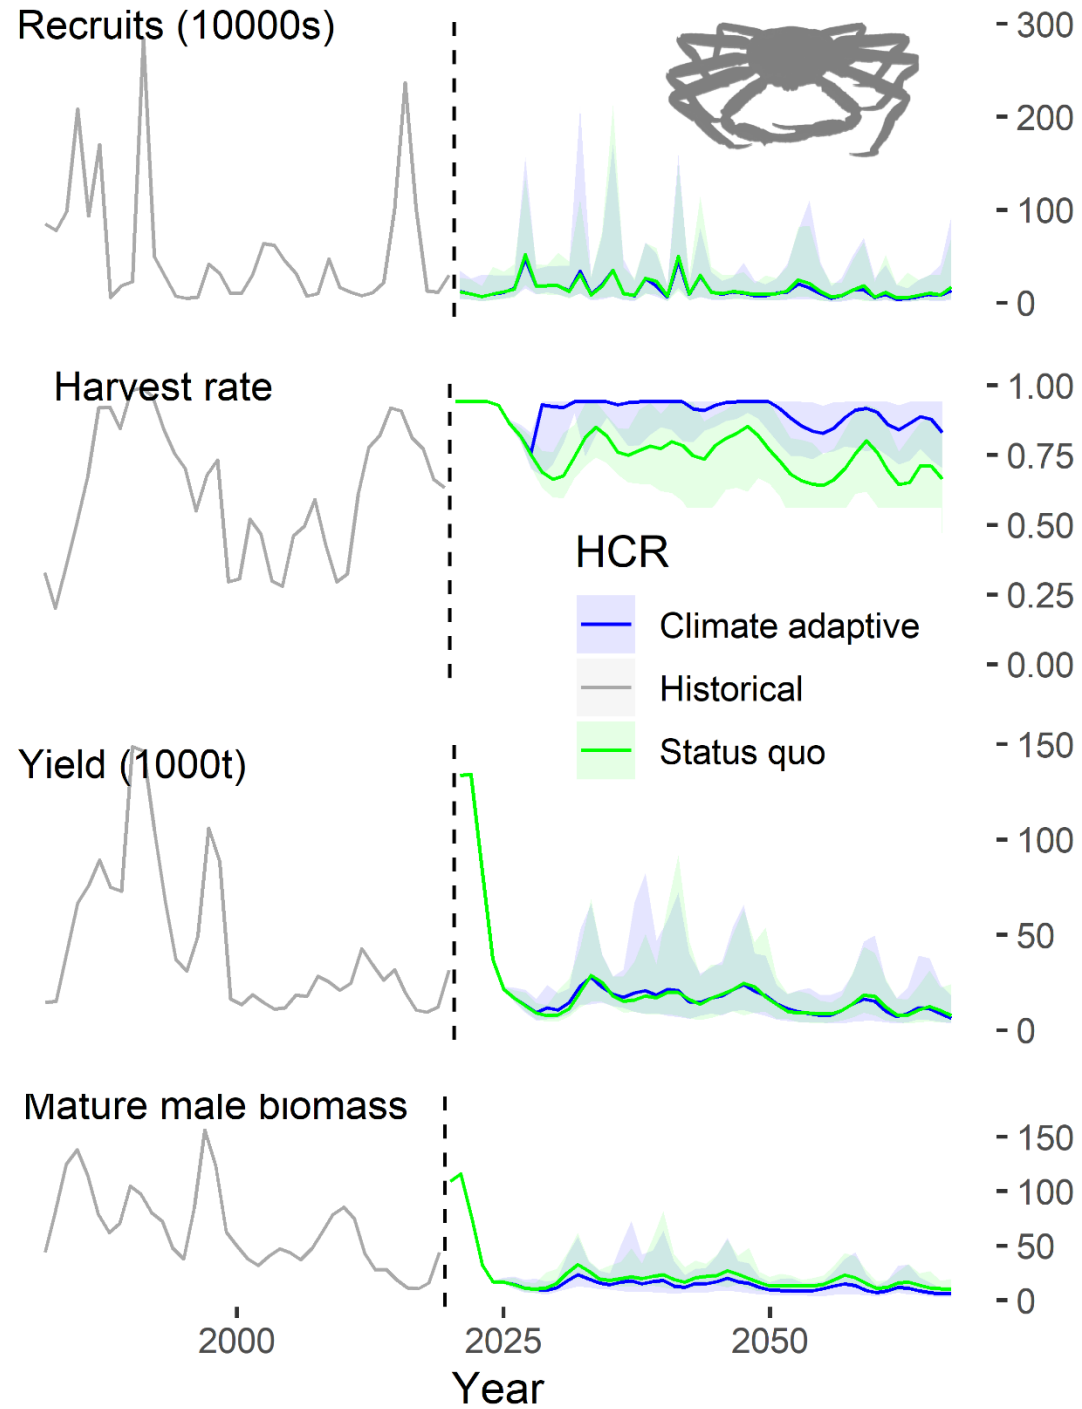 Recruits (10000s)
300
200
100
0
Harvest rate
1.00
0.75
0.50
0.25
0.00
HCR
Climate adaptive
Historical
Status quo
Yield (1000t)
150
100
50
0
Mature male biomass
150
100
50
0
2000 2025 2050
Year